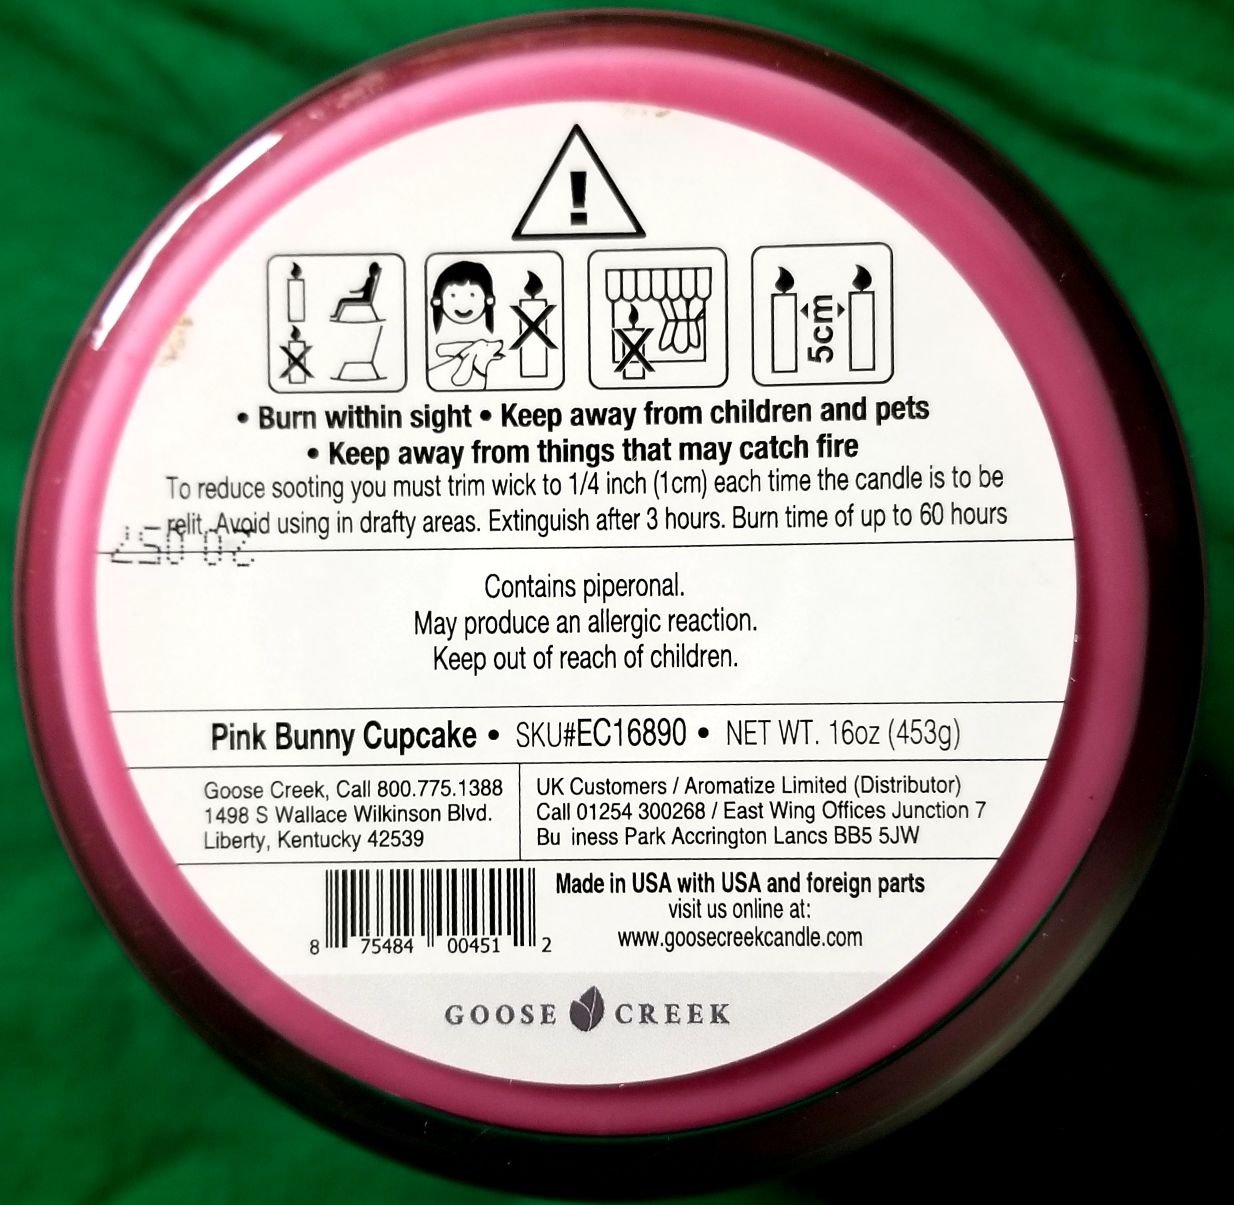 !
5cm
• Burn within sight • Keep away from children and pets
• Keep away from things that may catch fire
To reduce sooting you must trim wick to 1/4 inch (1cm) each time the candle is to be
relit. Avoid using in drafty areas. Extinguish after 3 hours. Burn time of up to 60 hours
Contains piperonal.
May produce an allergic reaction.
Keep out of reach of children.
Pink Bunny Cupcake • SKU#EC16890 • NET WT. 16oz (453g)
Goose Creek, Call 800.775.1388
1498 S Wallace Wilkinson Blvd.
Liberty, Kentucky 42539
UK Customers / Aromatize Limited (Distributor)
Call 01254 300268 / East Wing Offices Junction 7
Bu iness Park Accrington Lancs BB5 5JW
8 75484 00451 2
Made in USA with USA and foreign parts
visit us online at:
www.goosecreekcandle.com
GOOSE CREEK